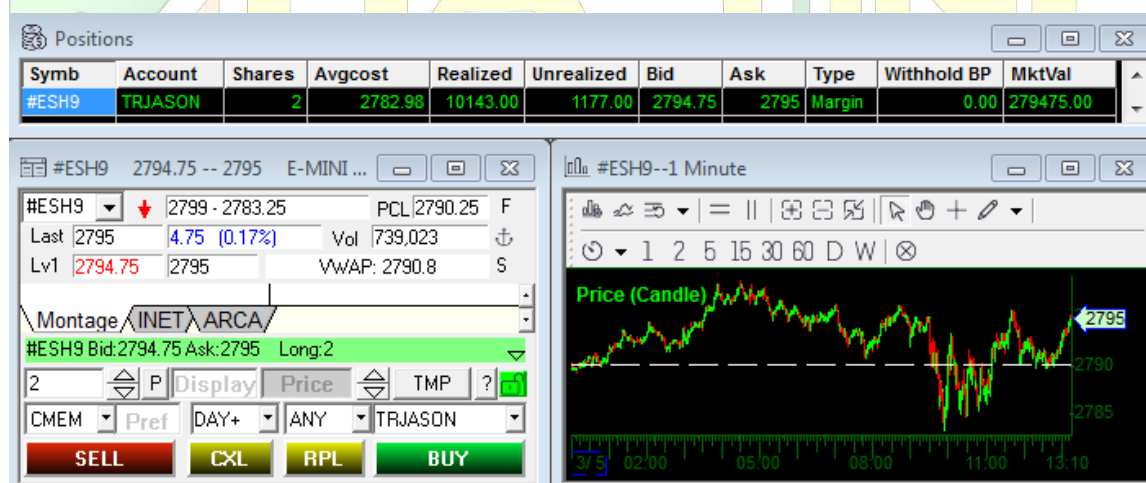 Positions
Symb Account Shares Avgcost Realized Unrealized Bid Ask Type Withhold BP MktVal
#ESH9 TRJASON 2 2782.98 10143.00 1177.00 2794.75 2795 Margin 0.00 279475.00
#ESH9 2794.75 -- 2795 E-MINI ...
#ESH9 2799 - 2783.25 PCL 2790.25 F
Last 2795 4.75 (0.17%) Vol 739,023
Lv1 2794.75 2795 VWAP: 2790.8 S
Montage INET ARCA
#ESH9 Bid:2794.75 Ask:2795 Long:2
2 P Display Price TMP ?
CMEM Pref DAY+ ANY TRJASON
SELL CXL RPL BUY
#ESH9--1 Minute
1 2 5 15 30 60 D W
Price (Candle)
2795
2790
2785
3/ 5 02:00 05:00 08:00 11:00 13:10